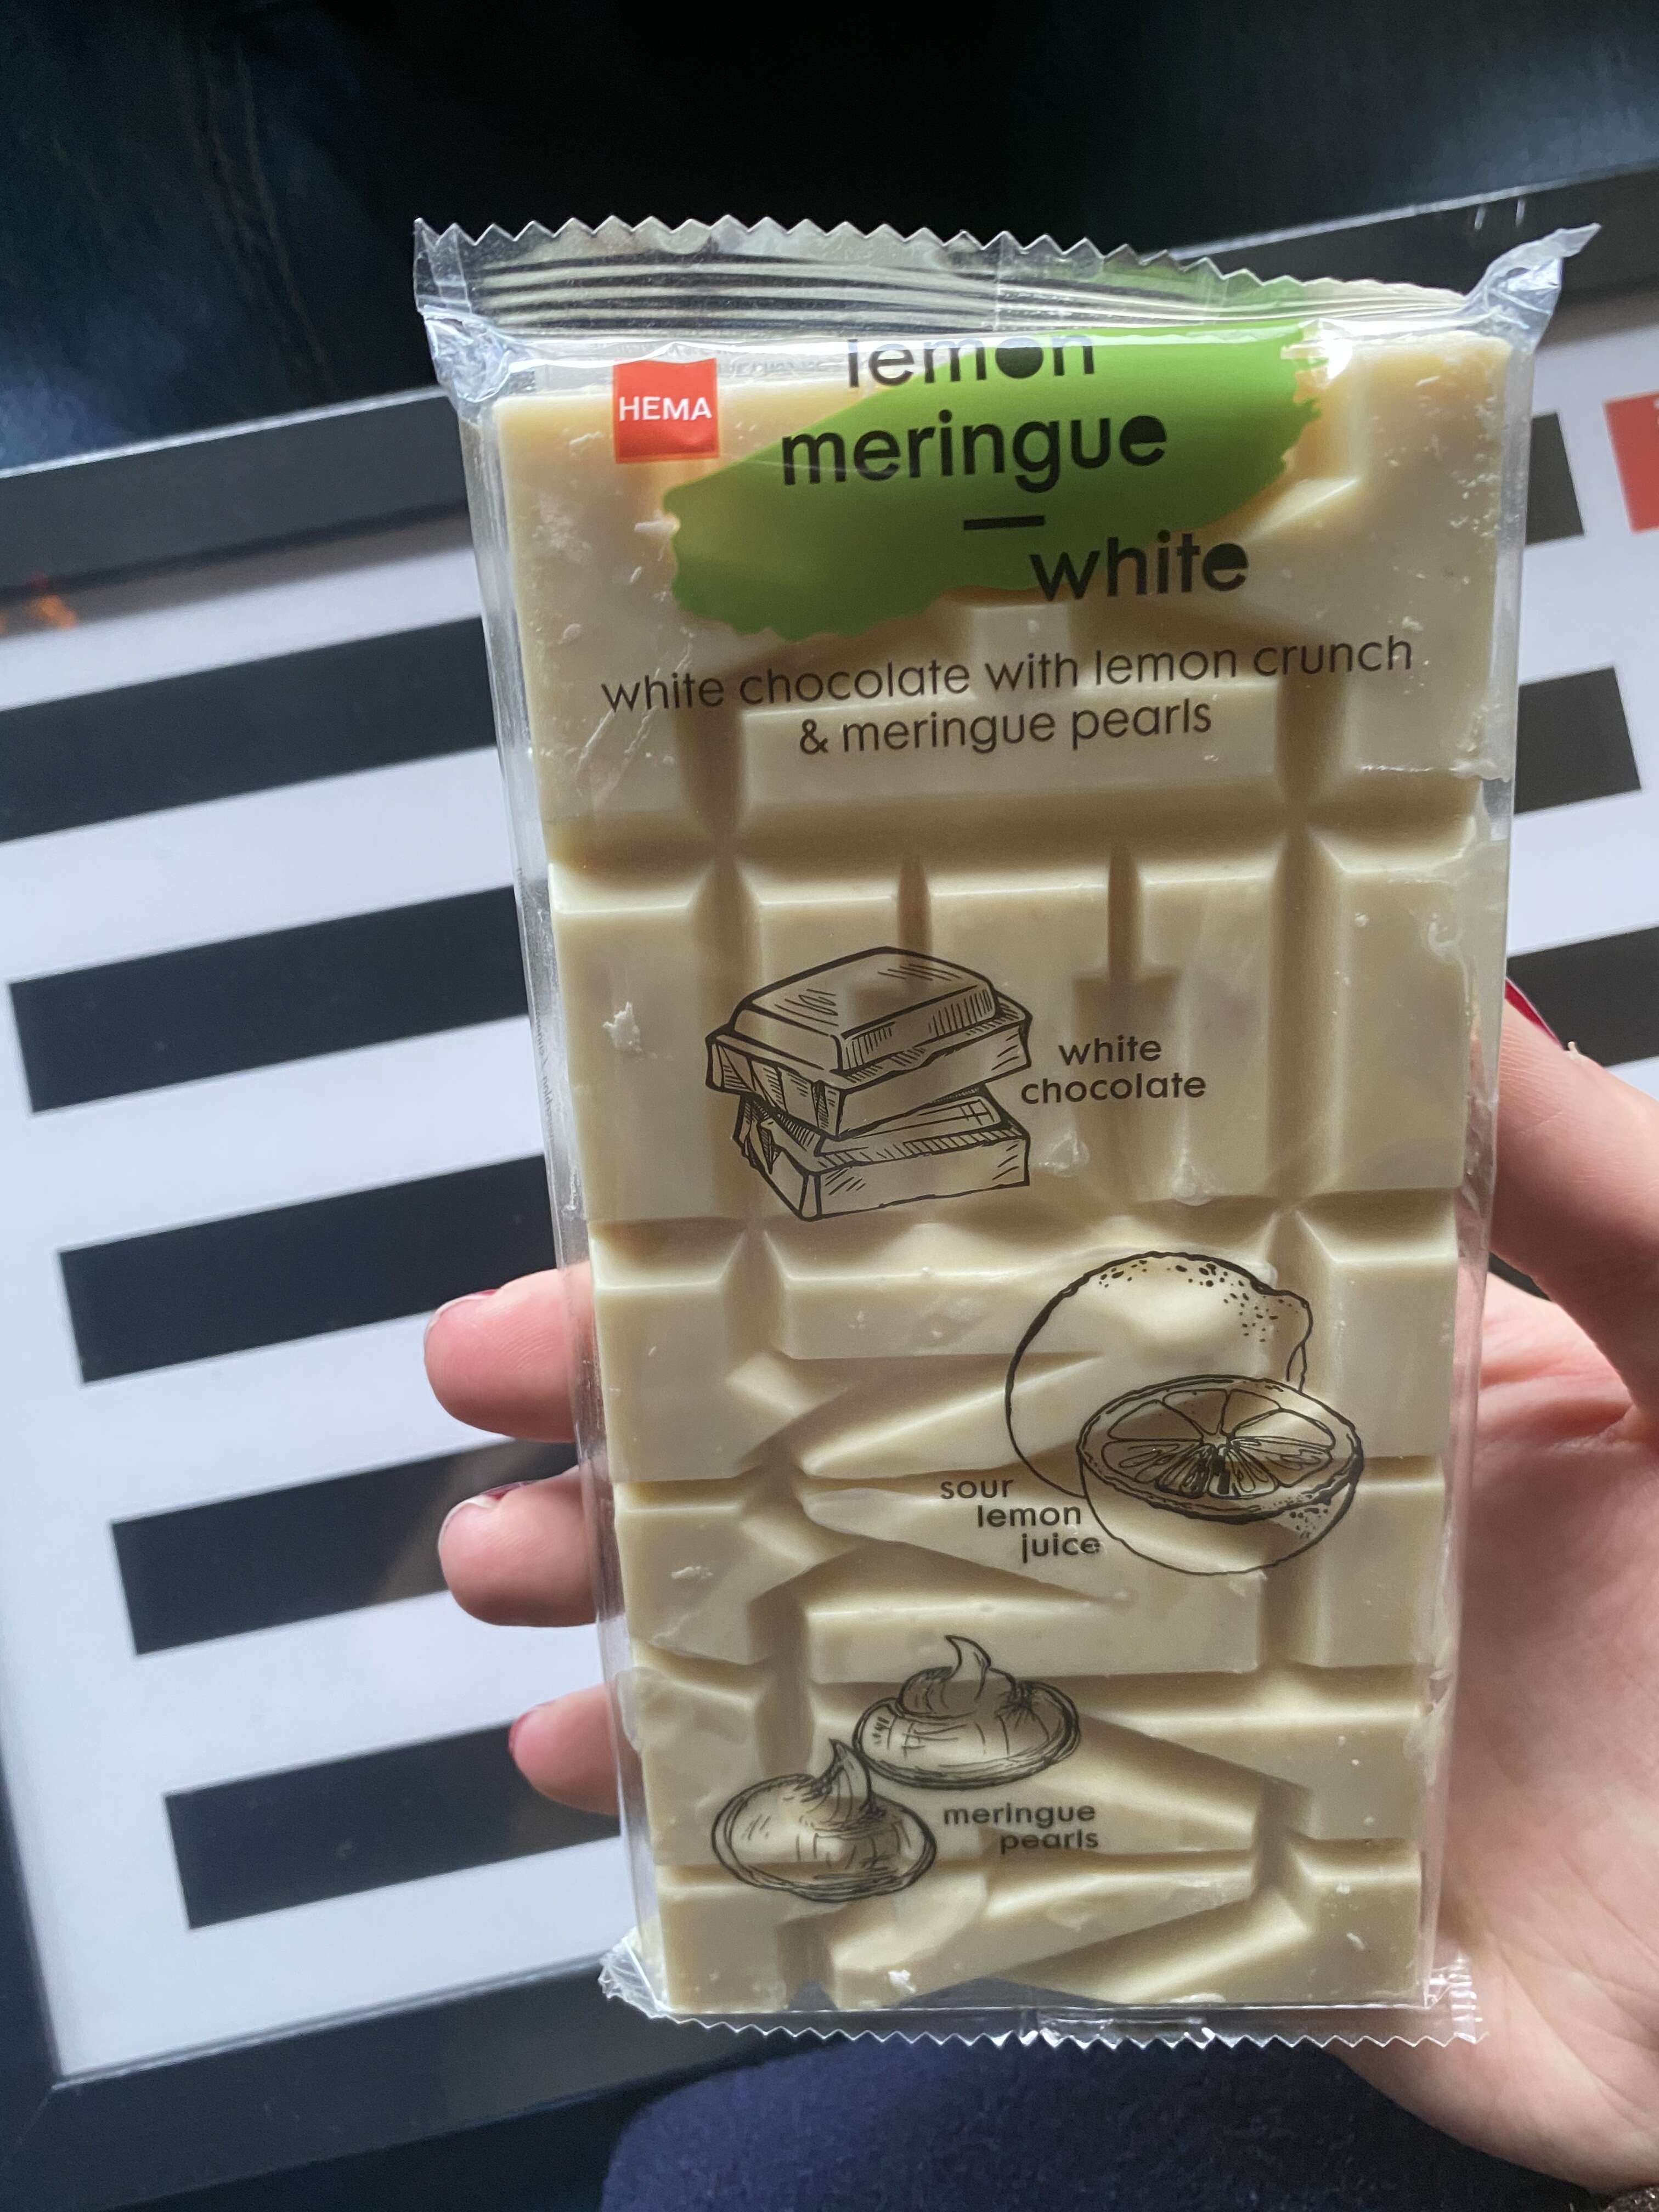 HEMA
lemon
meringue
—
white
white chocolate with lemon crunch
& meringue pearls
white
chocolate
sour
lemon
juice
meringue
pearls